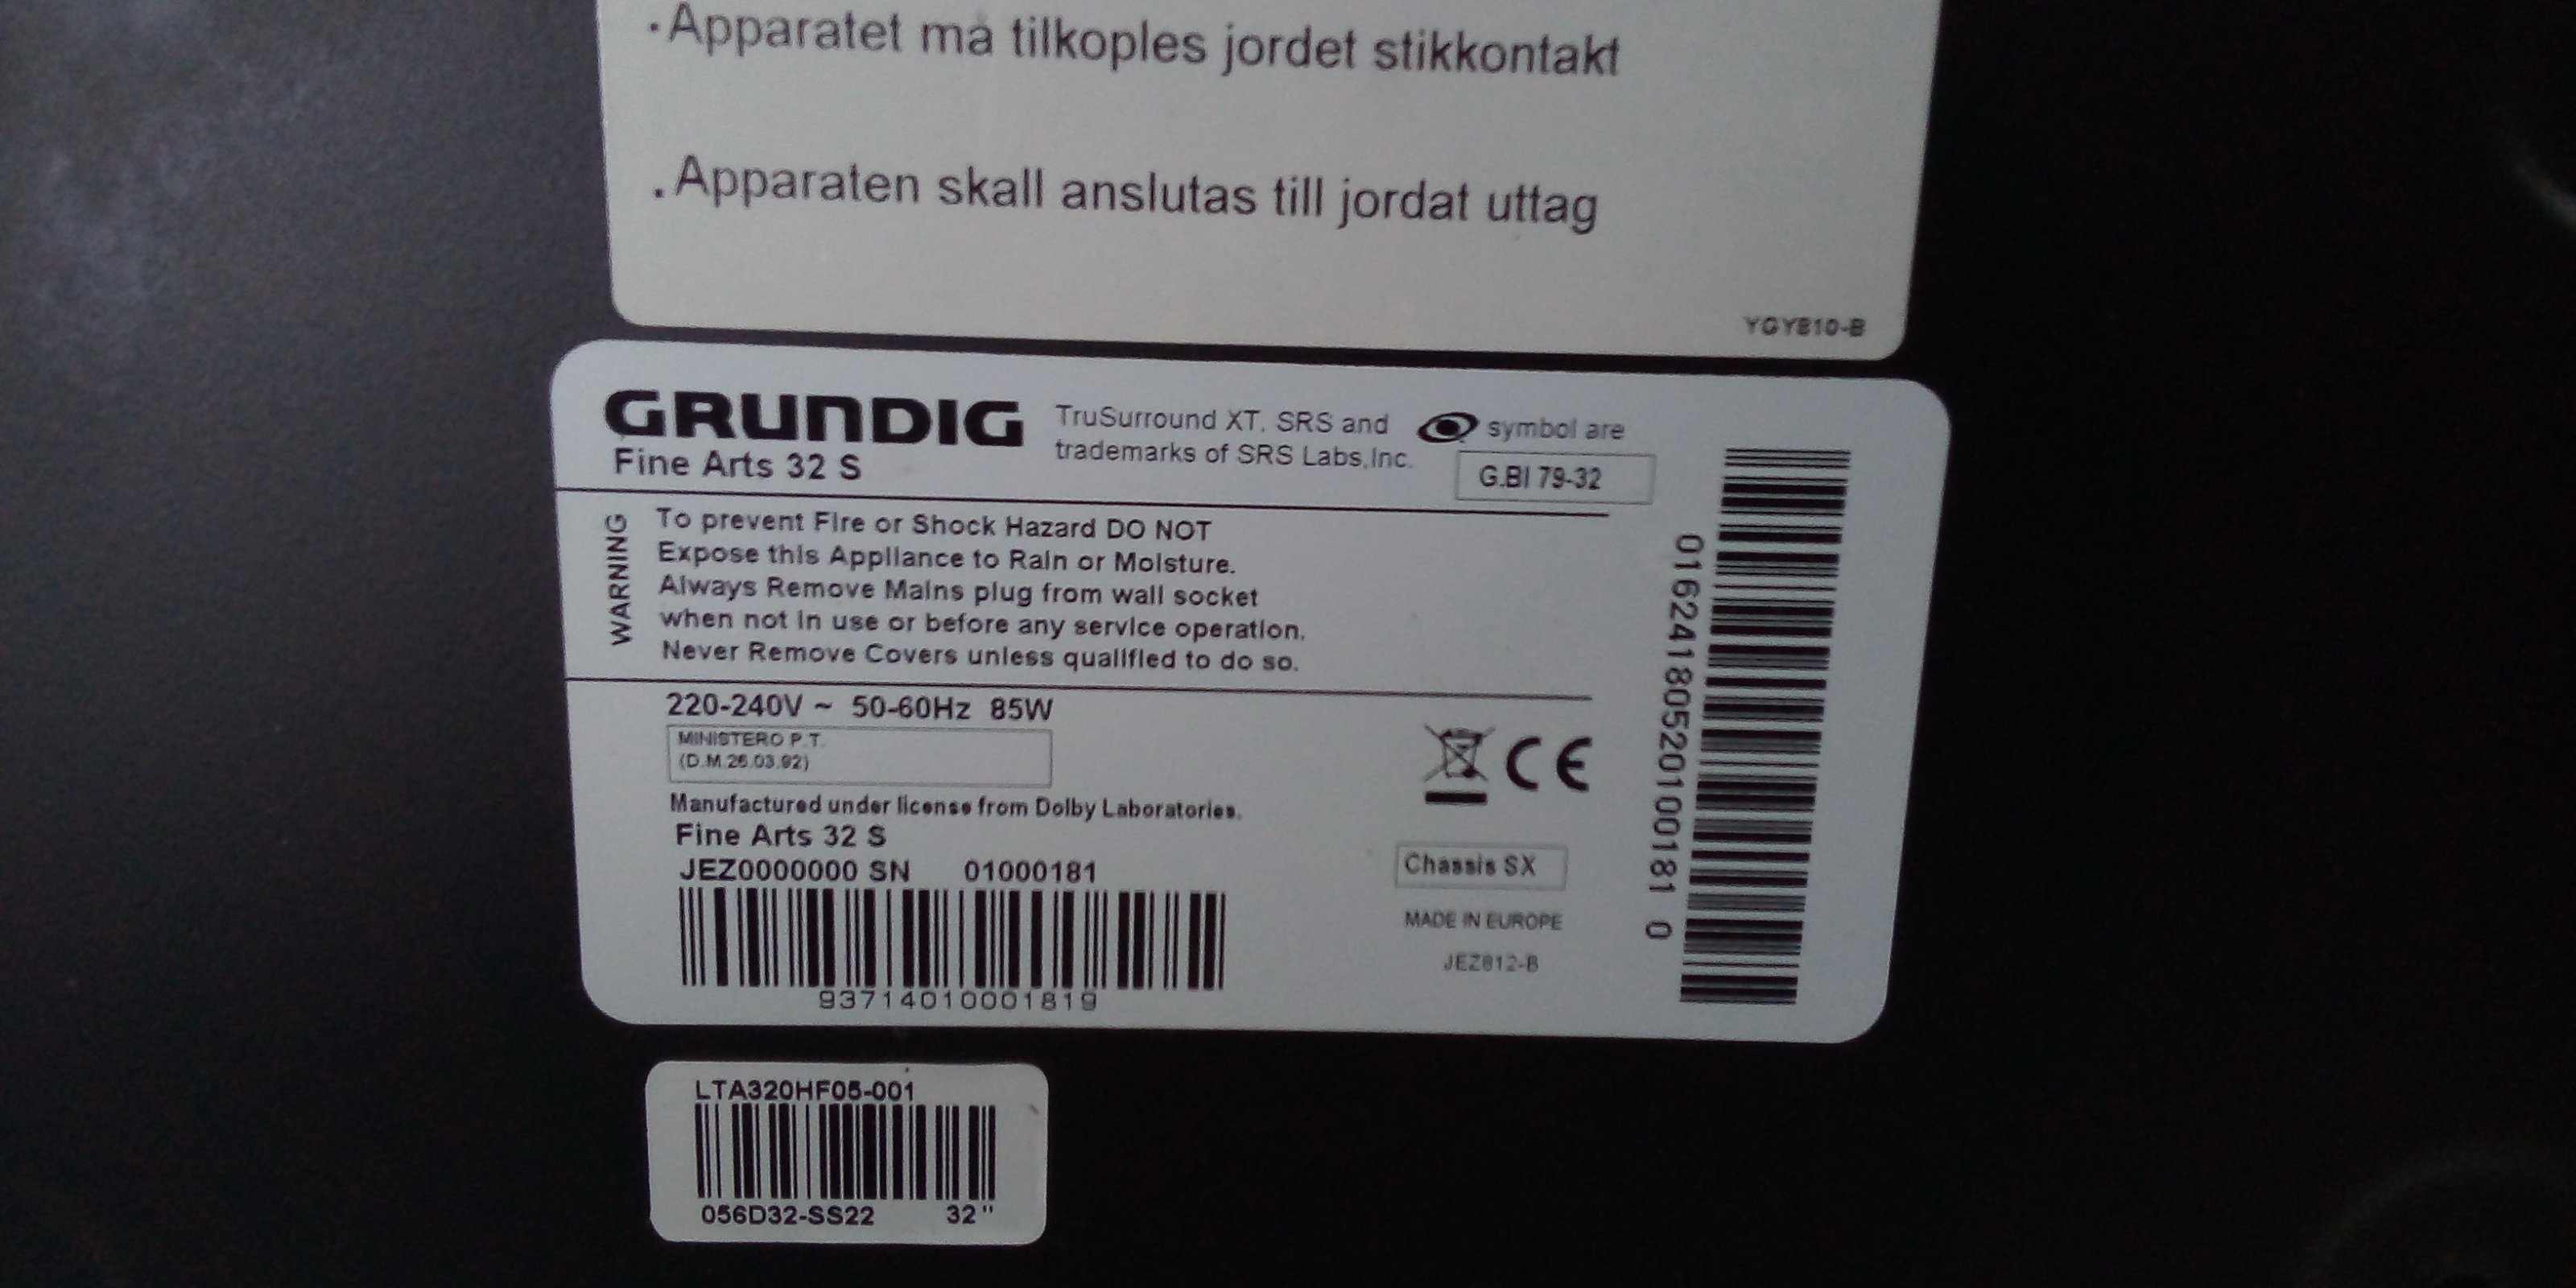 ·Apparatet må tilkoples jordet stikkontakt
.Apparaten skall anslutas till jordat uttag
YGY810-B
GRUNDIG
Fine Arts 32 S
TruSurround XT, SRS and symbol are
trademarks of SRS Labs,Inc.
G.BI 79-32
WARNING
To prevent Fire or Shock Hazard DO NOT
Expose this Appliance to Rain or Moisture.
Always Remove Mains plug from wall socket
when not in use or before any service operation.
Never Remove Covers unless qualified to do so.
220-240V ~ 50-60Hz 85W
MINISTERO P.T.
(D.M.26.03.92)
Manufactured under license from Dolby Laboratories.
Fine Arts 32 S
JEZ0000000 SN 01000181
93714010001819
Chassis SX
MADE IN EUROPE
JEZ812-B
01624180520100181 0
LTA320HF05-001
056D32-SS22 32"